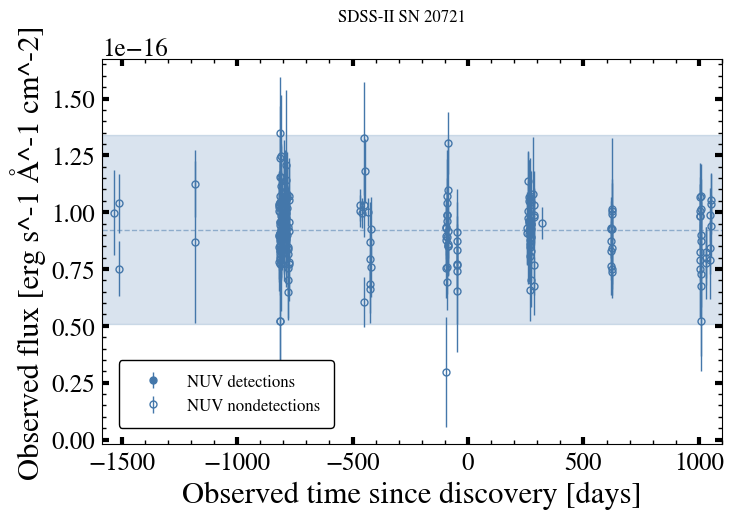 SDSS-II SN 20721
1e−16
Observed flux [erg s^-1 Å^-1 cm^-2]
1.50
1.25
1.00
0.75
0.50
0.25
0.00
NUV detections
NUV nondetections
−1500 −1000 −500 0 500 1000
Observed time since discovery [days]